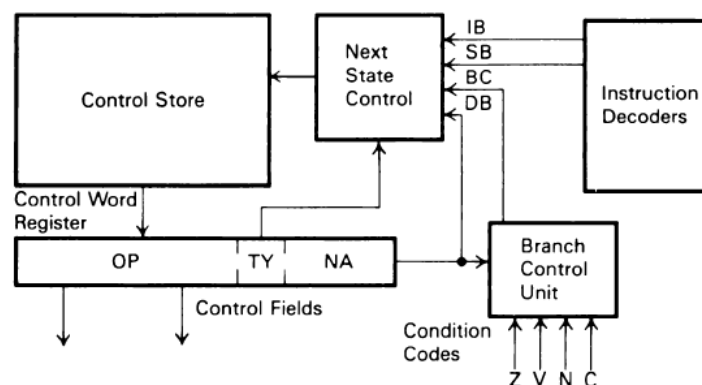 Control Store
Next
State
Control
IB
SB
BC
DB
Instruction
Decoders
Control Word
Register
OP
TY
NA
Branch
Control
Unit
Control Fields
Condition
Codes
Z V N C